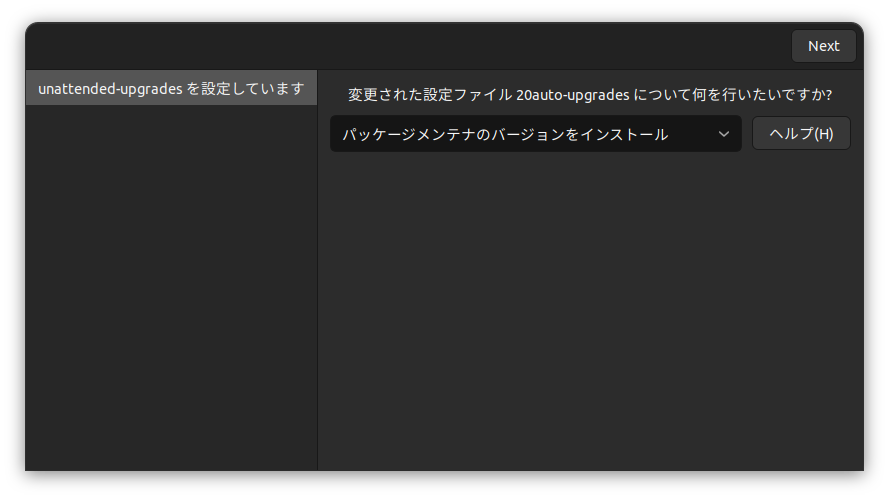 Next
unattended-upgrades を設定しています
変更された設定ファイル 20auto-upgrades について何を行いたいですか?
パッケージメンテナのバージョンをインストール
ヘルプ(H)